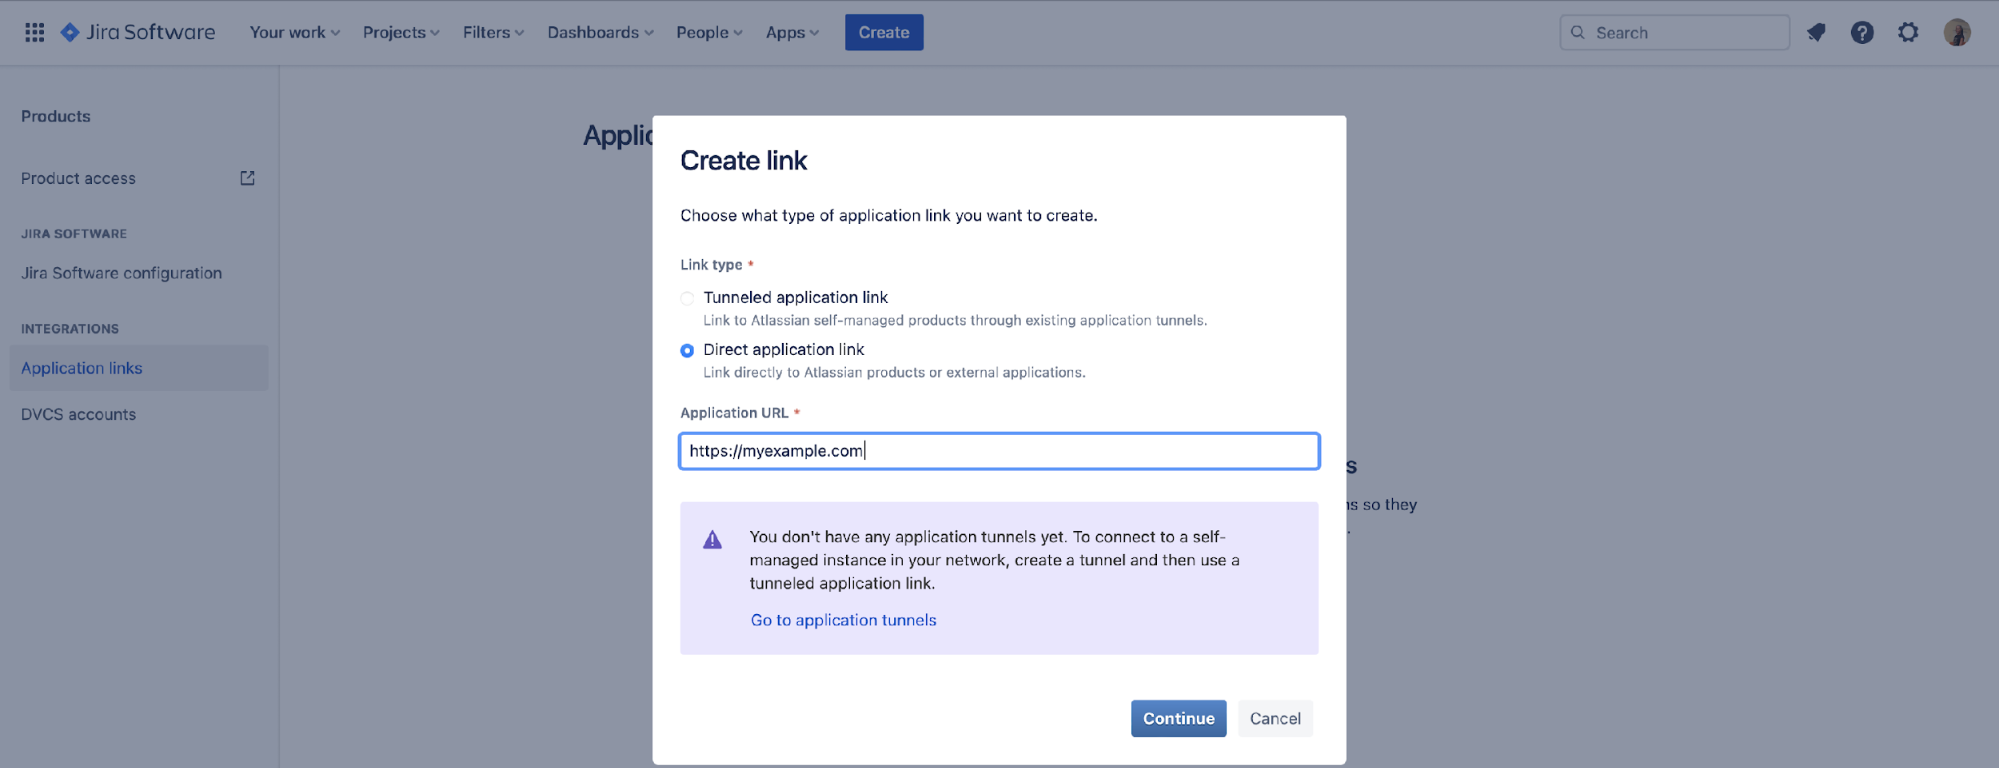 Jira Software Your work Projects Filters Dashboards People Apps Create Search
Products
Product access
JIRA SOFTWARE
Jira Software configuration
INTEGRATIONS
Application links
DVCS accounts
Create link
Choose what type of application link you want to create.
Link type *
Tunneled application link
Link to Atlassian self-managed products through existing application tunnels.
Direct application link
Link directly to Atlassian products or external applications.
Application URL *
https://myexample.com
You don't have any application tunnels yet. To connect to a self-
managed instance in your network, create a tunnel and then use a
tunneled application link.
Go to application tunnels
Continue Cancel
so they